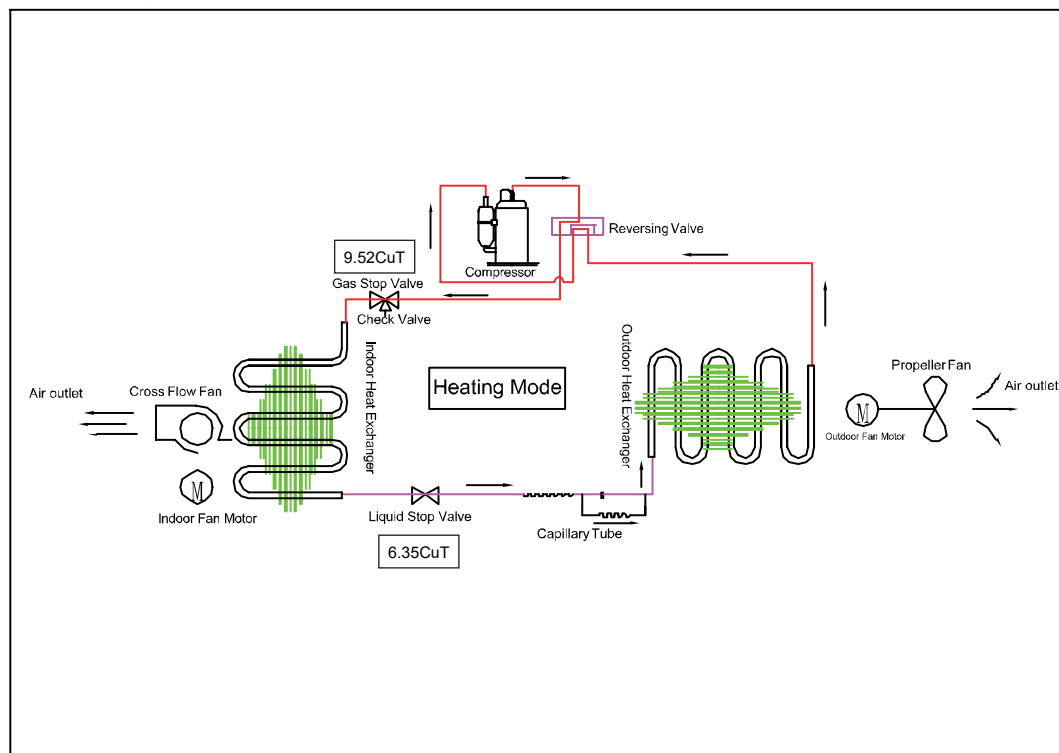 Reversing Valve
Compressor
9.52CuT
Gas Stop Valve
Check Valve
Indoor Heat Exchanger
Heating Mode
Outdoor Heat Exchanger
Propeller Fan
Air outlet
M
Outdoor Fan Motor
Air outlet
Cross Flow Fan
M
Indoor Fan Motor
Liquid Stop Valve
6.35CuT
Capillary Tube